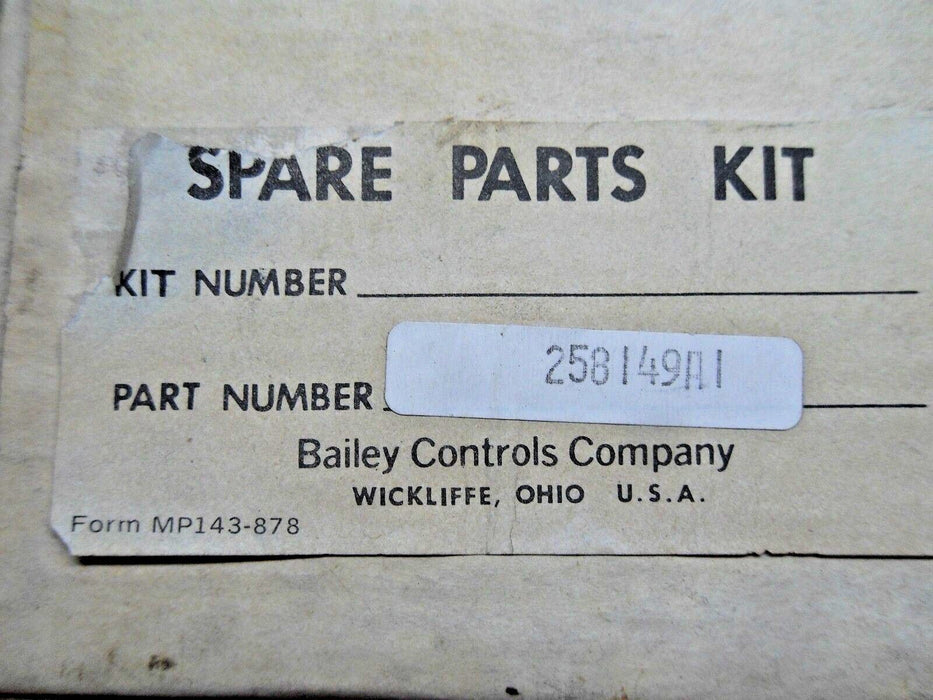 SPARE PARTS KIT
KIT NUMBER
PART NUMBER 258149A1
Bailey Controls Company
WICKLIFFE, OHIO U.S.A.
Form MP143-878